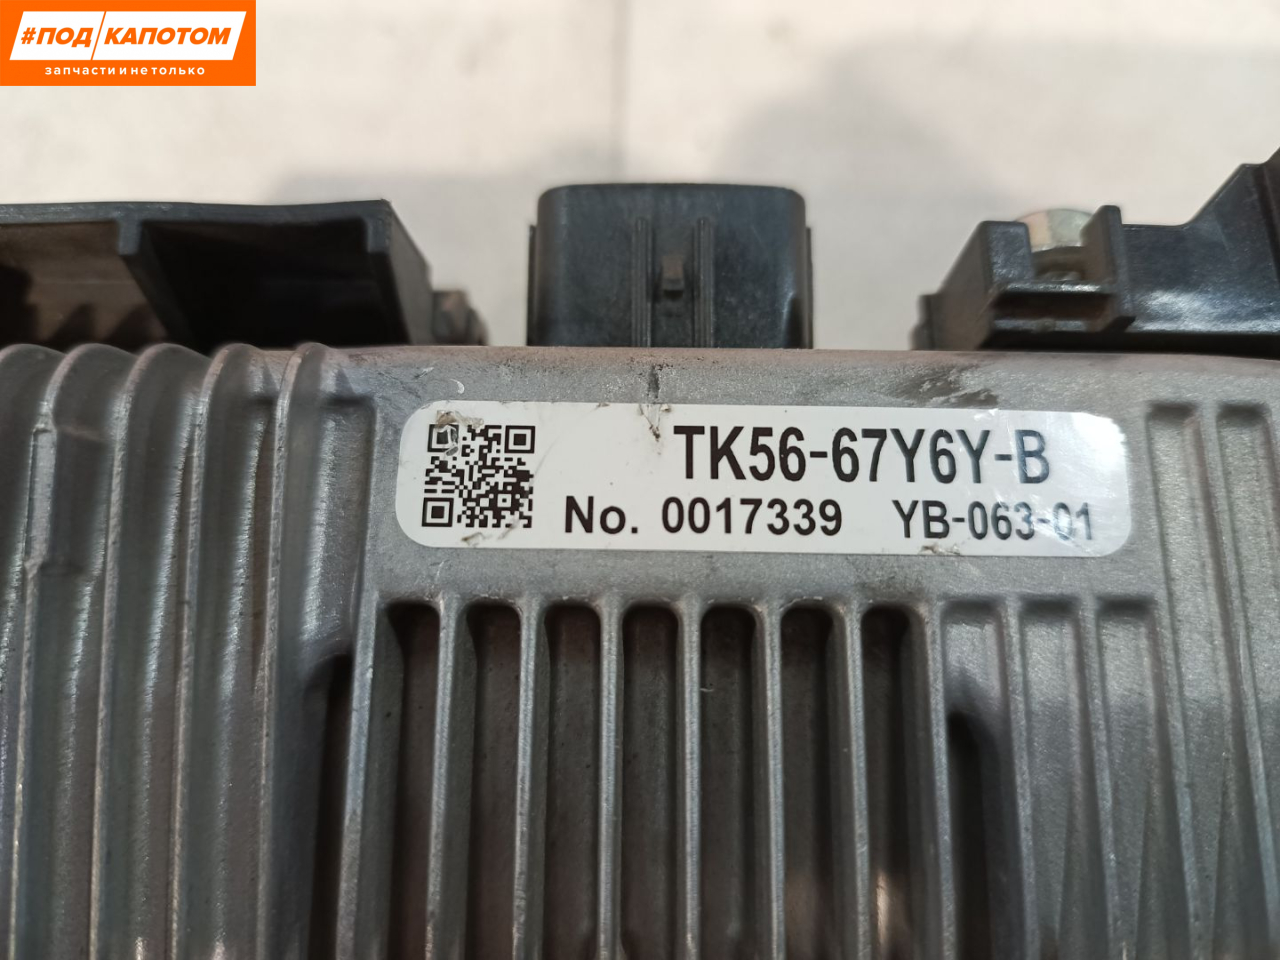 #ПОД КАПОТОМ
запчасти и не только
TK56-67Y6Y-B
No. 0017339 YB-063-01